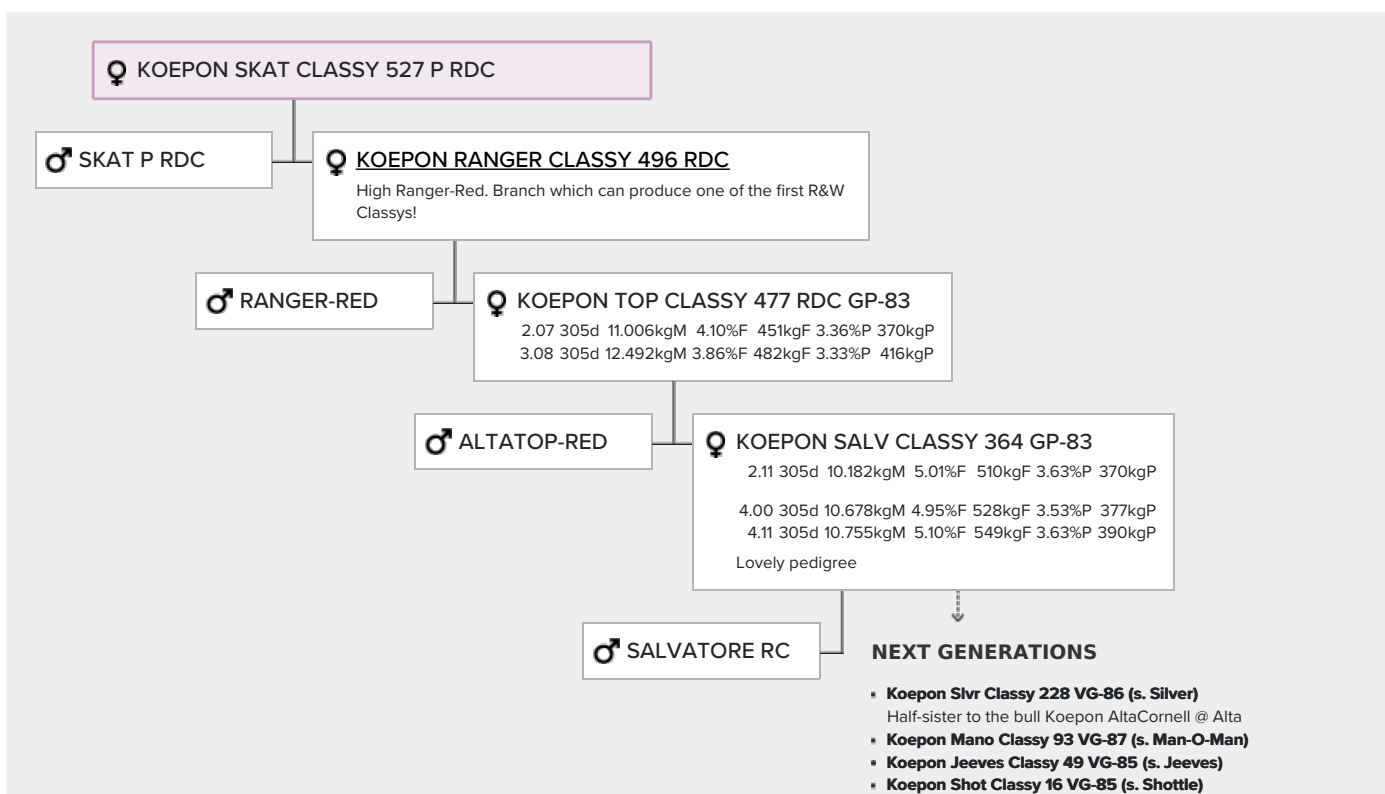 KOEPON SKAT CLASSY 527 P RDC
SKAT P RDC
KOEPON RANGER CLASSY 496 RDC
High Ranger-Red. Branch which can produce one of the first R&W
Classys!
RANGER-RED
KOEPON TOP CLASSY 477 RDC GP-83
2.07 305d 11.006kgM 4.10%F 451kgF 3.36%P 370kgP
3.08 305d 12.492kgM 3.86%F 482kgF 3.33%P 416kgP
ALTATOP-RED
KOEPON SALV CLASSY 364 GP-83
2.11 305d 10.182kgM 5.01%F 510kgF 3.63%P 370kgP
4.00 305d 10.678kgM 4.95%F 528kgF 3.53%P 377kgP
4.11 305d 10.755kgM 5.10%F 549kgF 3.63%P 390kgP
Lovely pedigree
SALVATORE RC
NEXT GENERATIONS
Koepon Slvr Classy 228 VG-86 (s. Silver)
Half-sister to the bull Koepon AltaCornell @ Alta
Koepon Mano Classy 93 VG-87 (s. Man-O-Man)
Koepon Jeeves Classy 49 VG-85 (s. Jeeves)
Koepon Shot Classy 16 VG-85 (s. Shottle)